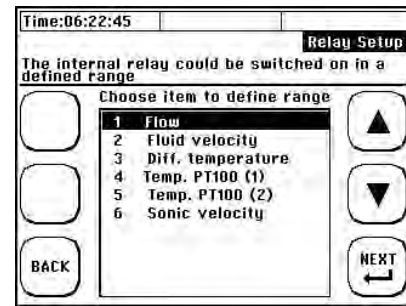 Time:06:22:45
Relay Setup
The internal relay could be switched on in a
defined range
Choose item to define range
1 Flow
2 Fluid velocity
3 Diff. temperature
4 Temp. PT100 (1)
5 Temp. PT100 (2)
6 Sonic velocity
BACK
NEXT